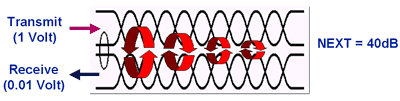 Transmit
(1 Volt)
NEXT = 40dB
Receive
(0.01 Volt)